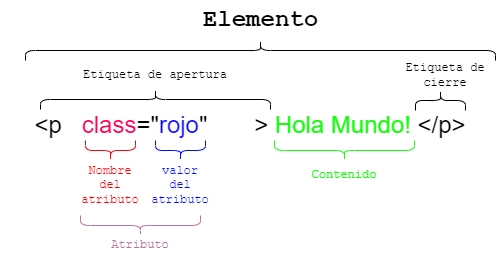 Elemento
Etiqueta de apertura
Etiqueta de
cierre
<p class="rojo" > Hola Mundo! </p>
Nombre
del
atributo
valor
del
atributo
Contenido
Atributo